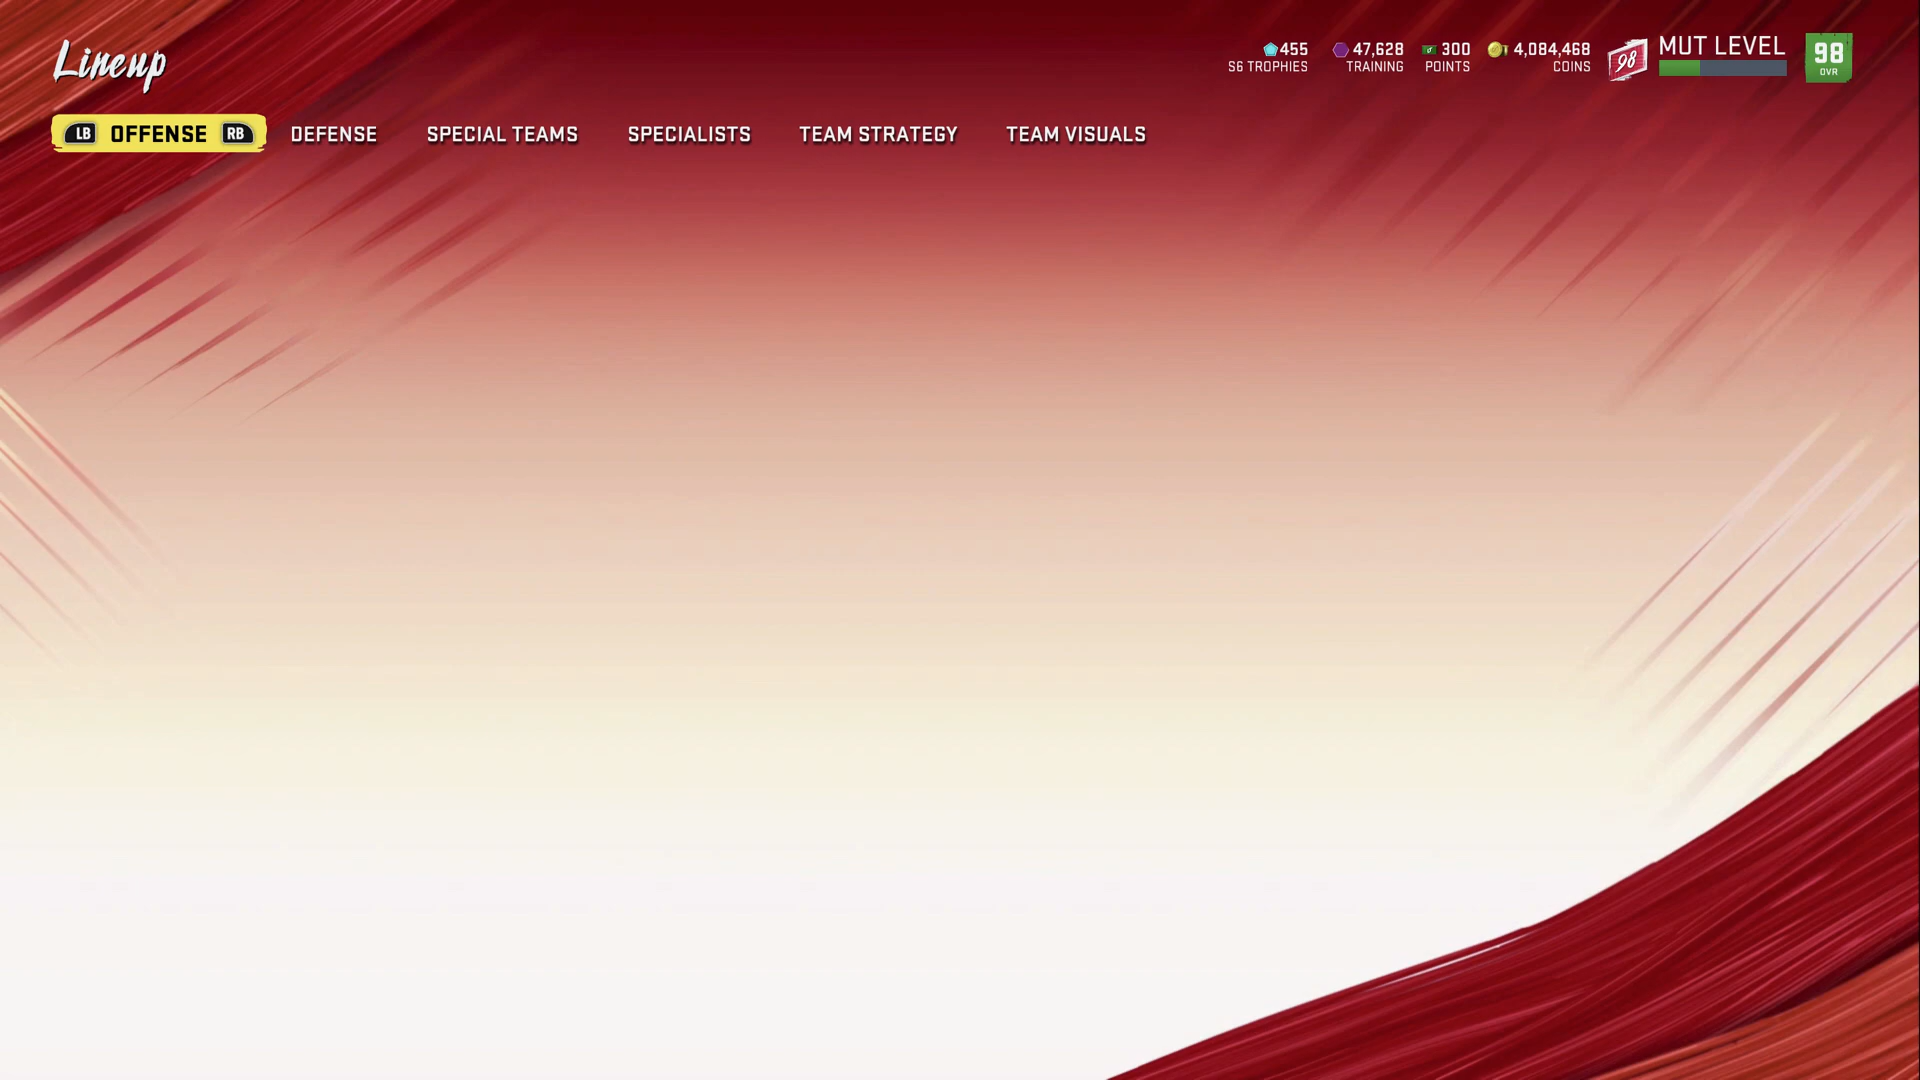 Lineup
455
S6 TROPHIES
47,628
TRAINING
300
POINTS
4,084,468
COINS
98
MUT LEVEL
98
OVR
LB OFFENSE RB
DEFENSE
SPECIAL TEAMS
SPECIALISTS
TEAM STRATEGY
TEAM VISUALS